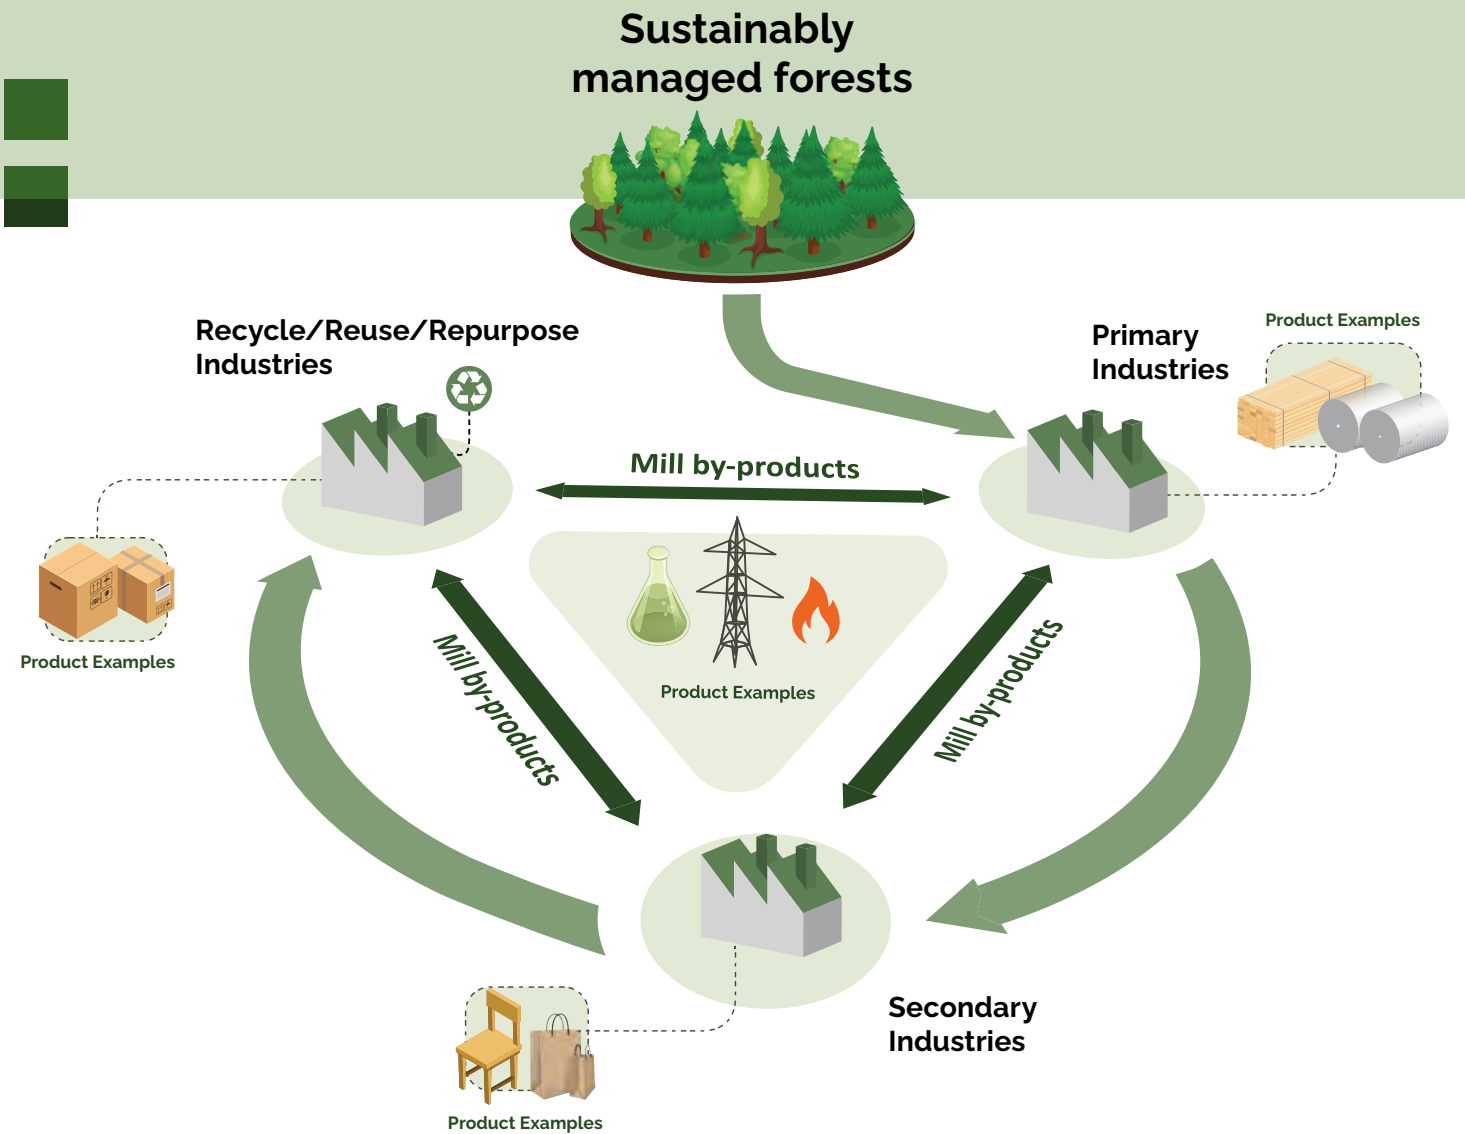 Sustainably
managed forests
Recycle/Reuse/Repurpose
Industries
Primary
Industries
Product Examples
Mill by-products
Product Examples
Mill by-products
Mill by-products
Product Examples
Secondary
Industries
Product Examples